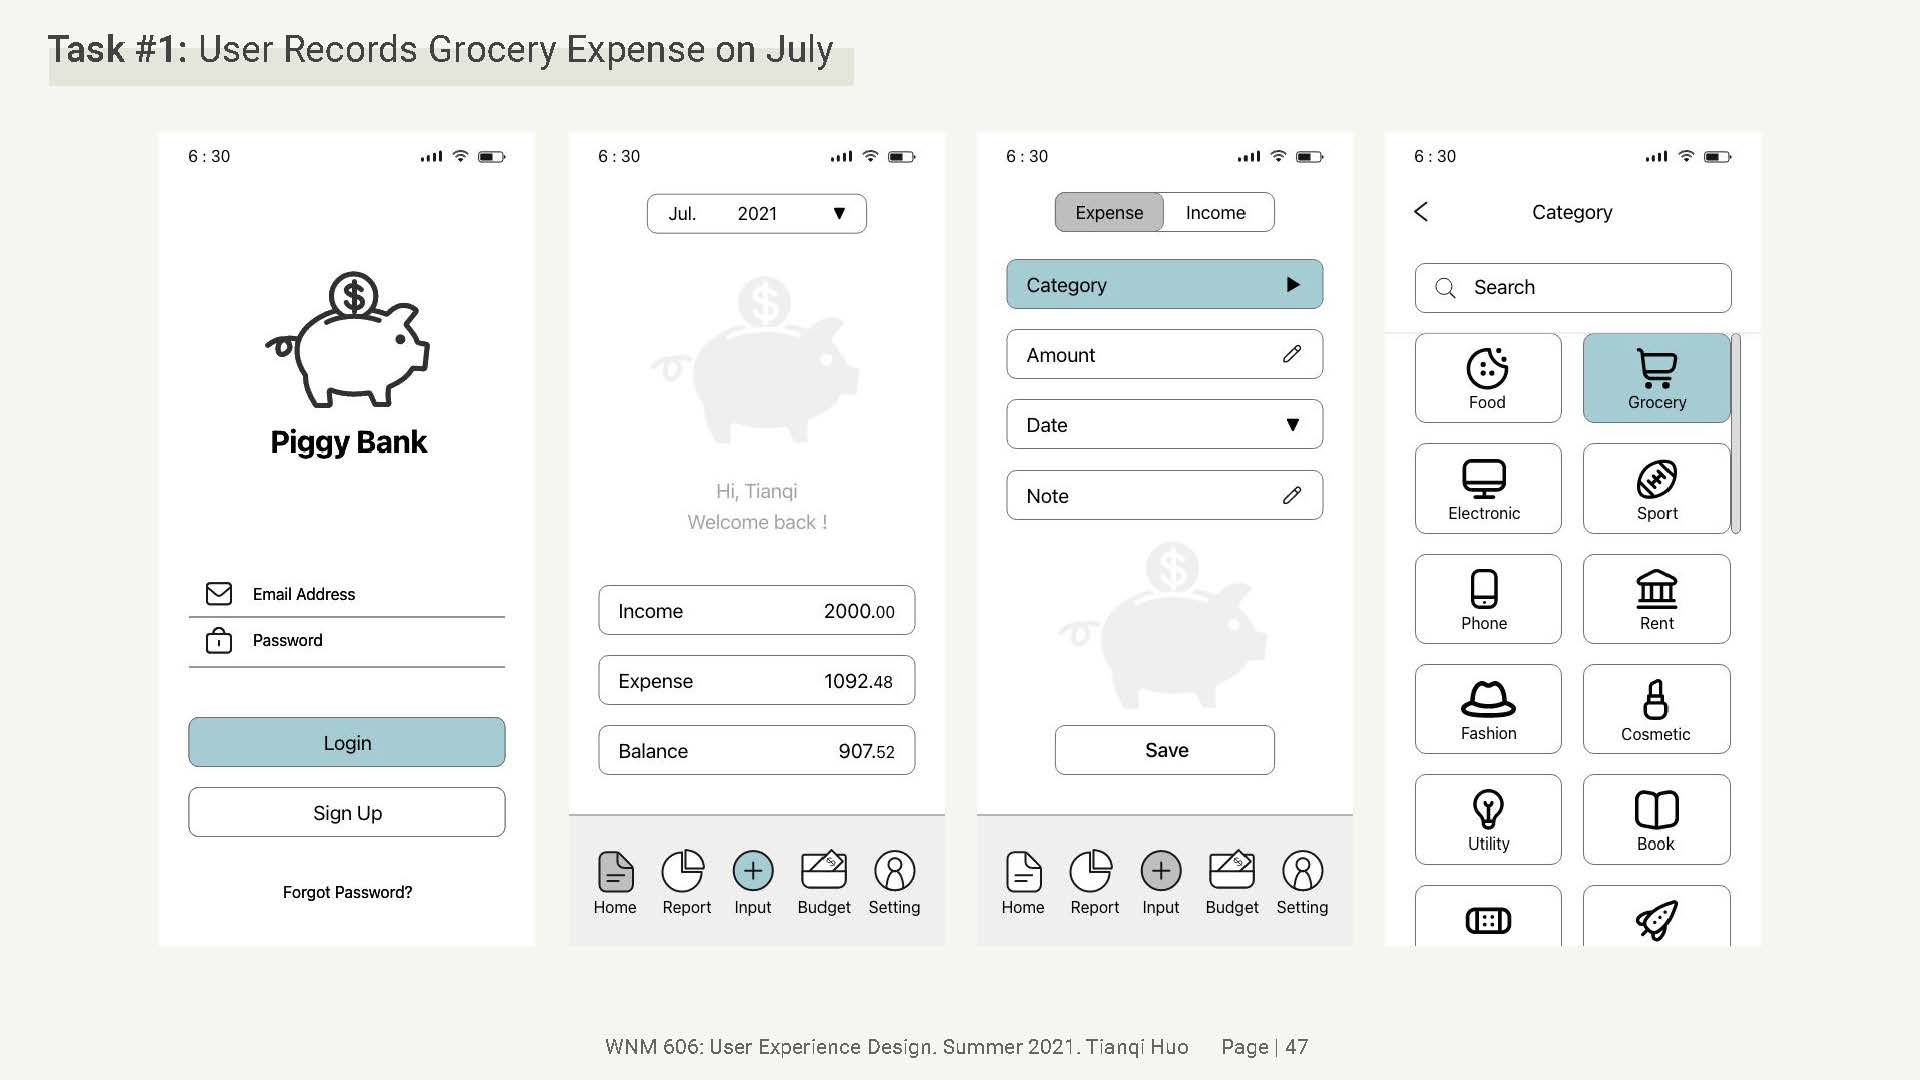 Task #1: User Records Grocery Expense on July
6 : 30
$
Piggy Bank
Email Address
Password
Login
Sign Up
Forgot Password?
6 : 30
Jul. 2021
$
Hi, Tianqi
Welcome back !
Income 2000.00
Expense 1092.48
Balance 907.52
Home Report Input Budget Setting
6 : 30
Expense Income
Category
Amount
Date
Note
$
Save
Home Report Input Budget Setting
6 : 30
Category
Search
Food Grocery
Electronic Sport
Phone Rent
Fashion Cosmetic
Utility Book
WNM 606: User Experience Design. Summer 2021. Tianqi Huo Page | 47